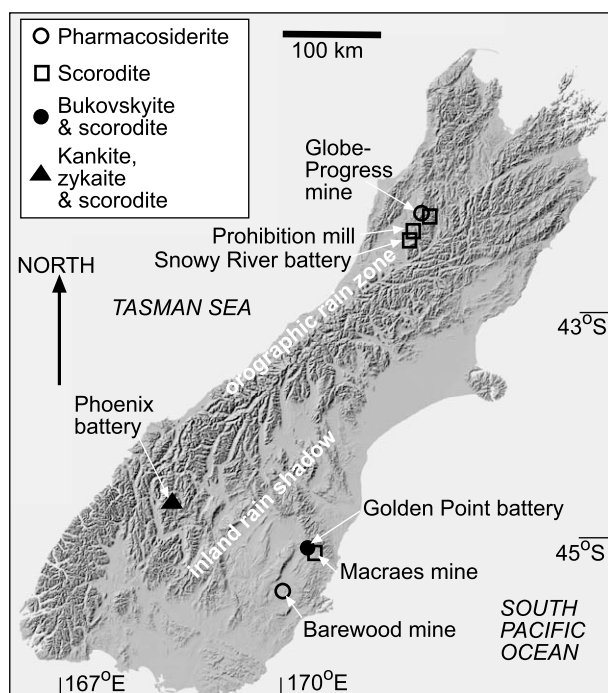 Pharmacosiderite
Scorodite
Bukovskyite
& scorodite
Kankite,
zykaite
& scorodite
100 km
Globe-
Progress
mine
Prohibition mill
Snowy River battery
NORTH
TASMAN SEA
orographic rain zone
43°S
Phoenix
battery
inland rain shadow
Golden Point battery
45°S
Macraes mine
Barewood mine
SOUTH
PACIFIC
OCEAN
167°E
170°E